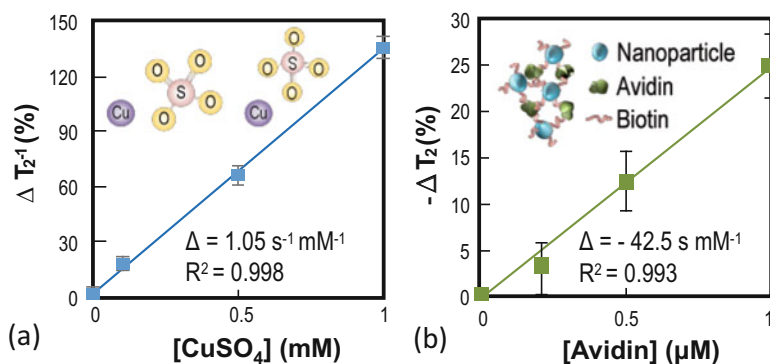 150
120
90
60
30
0
Δ T₂⁻¹ (%)
O
O
O
O
S
Cu
O
O
O
O
S
Cu
Δ = 1.05 s⁻¹ mM⁻¹
R² = 0.998
0
0.5
1
[CuSO₄] (mM)
(a)
30
25
20
15
10
5
0
-Δ T₂ (%)
Nanoparticle
Avidin
Biotin
Δ = - 42.5 s mM⁻¹
R² = 0.993
0
0.5
1
[Avidin] (µM)
(b)